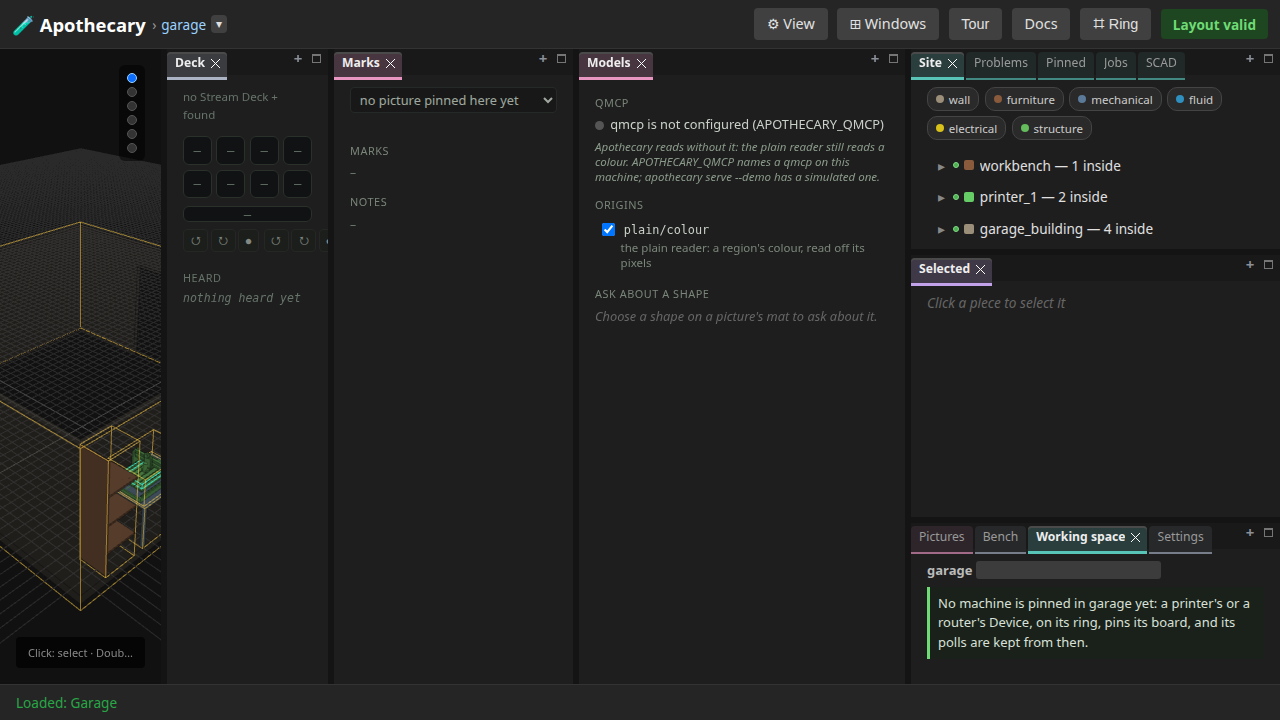 Apothecary › garage ▾
⚙ View
⊞ Windows
Tour
Docs
⌗ Ring
Layout valid
Click: select · Doub...
Deck
no Stream Deck +
found
– – – –
– – – –
–
↺ ↻ ● ↺ ↻
HEARD
nothing heard yet
Marks
no picture pinned here yet
MARKS
–
NOTES
–
Models
QMCP
qmcp is not configured (APOTHECARY_QMCP)
Apothecary reads without it: the plain reader still reads a
colour. APOTHECARY_QMCP names a qmcp on this
machine; apothecary serve --demo has a simulated one.
ORIGINS
plain/colour
the plain reader: a region's colour, read off its
pixels
ASK ABOUT A SHAPE
Choose a shape on a picture's mat to ask about it.
Site
Problems
Pinned
Jobs
SCAD
wall
furniture
mechanical
fluid
electrical
structure
▸ workbench — 1 inside
▸ printer_1 — 2 inside
▸ garage_building — 4 inside
Selected
Click a piece to select it
Pictures
Bench
Working space
Settings
garage
No machine is pinned in garage yet: a printer's or a
router's Device, on its ring, pins its board, and its
polls are kept from then.
Loaded: Garage